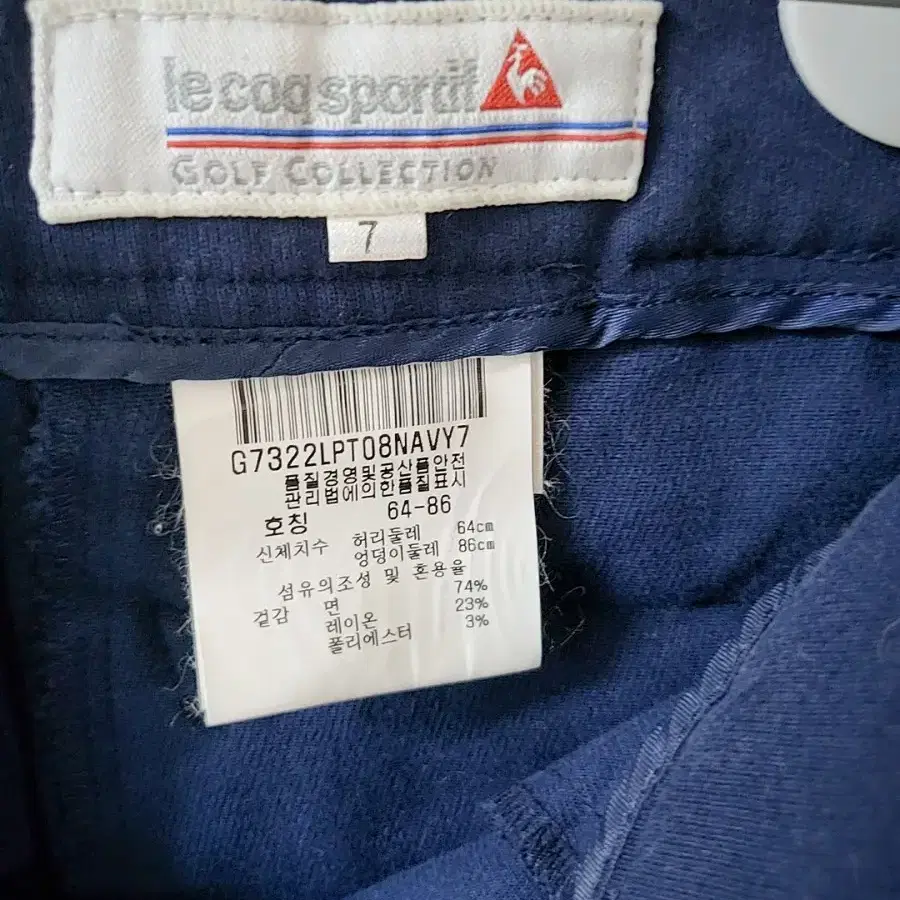 le coq sportif
GOLF COLLECTION
7
G7322LPT08NAVY7
품질경영및공산품안전
관리법에의한품질표시
호칭 64-86
신체치수 허리둘레 64cm
엉덩이둘레 86cm
섬유의조성 및 혼용율
겉감 면 74%
레이온 23%
폴리에스터 3%